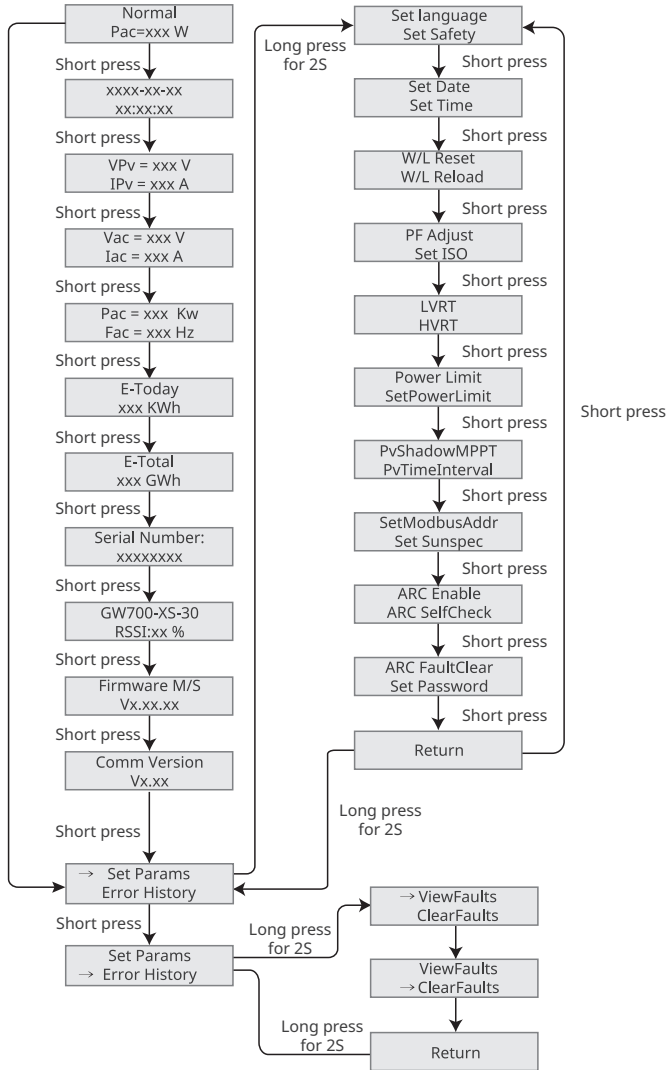 Normal
Pac=xxx W
Short press
xxxx-xx-xx
xx:xx:xx
Short press
VPv = xxx V
IPv = xxx A
Short press
Vac = xxx V
Iac = xxx A
Short press
Pac = xxx Kw
Fac = xxx Hz
Short press
E-Today
xxx KWh
Short press
E-Total
xxx GWh
Short press
Serial Number:
xxxxxxxx
Short press
GW700-XS-30
RSSI:xx %
Short press
Firmware M/S
Vx.xx.xx
Short press
Comm Version
Vx.xx
Short press
→ Set Params
Error History
Short press
Set Params
→ Error History
Long press
for 2S
Set language
Set Safety
Short press
Set Date
Set Time
Short press
W/L Reset
W/L Reload
Short press
PF Adjust
Set ISO
Short press
LVRT
HVRT
Short press
Power Limit
SetPowerLimit
Short press
PvShadowMPPT
PvTimeInterval
Short press
SetModbusAddr
Set Sunspec
Short press
ARC Enable
ARC SelfCheck
Short press
ARC FaultClear
Set Password
Short press
Return
Short press
Long press
for 2S
Long press
for 2S
→ ViewFaults
ClearFaults
ViewFaults
→ ClearFaults
Long press
for 2S
Return